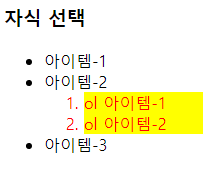 자식 선택
• 아이템-1
• 아이템-2
1. ol 아이템-1
2. ol 아이템-2
• 아이템-3